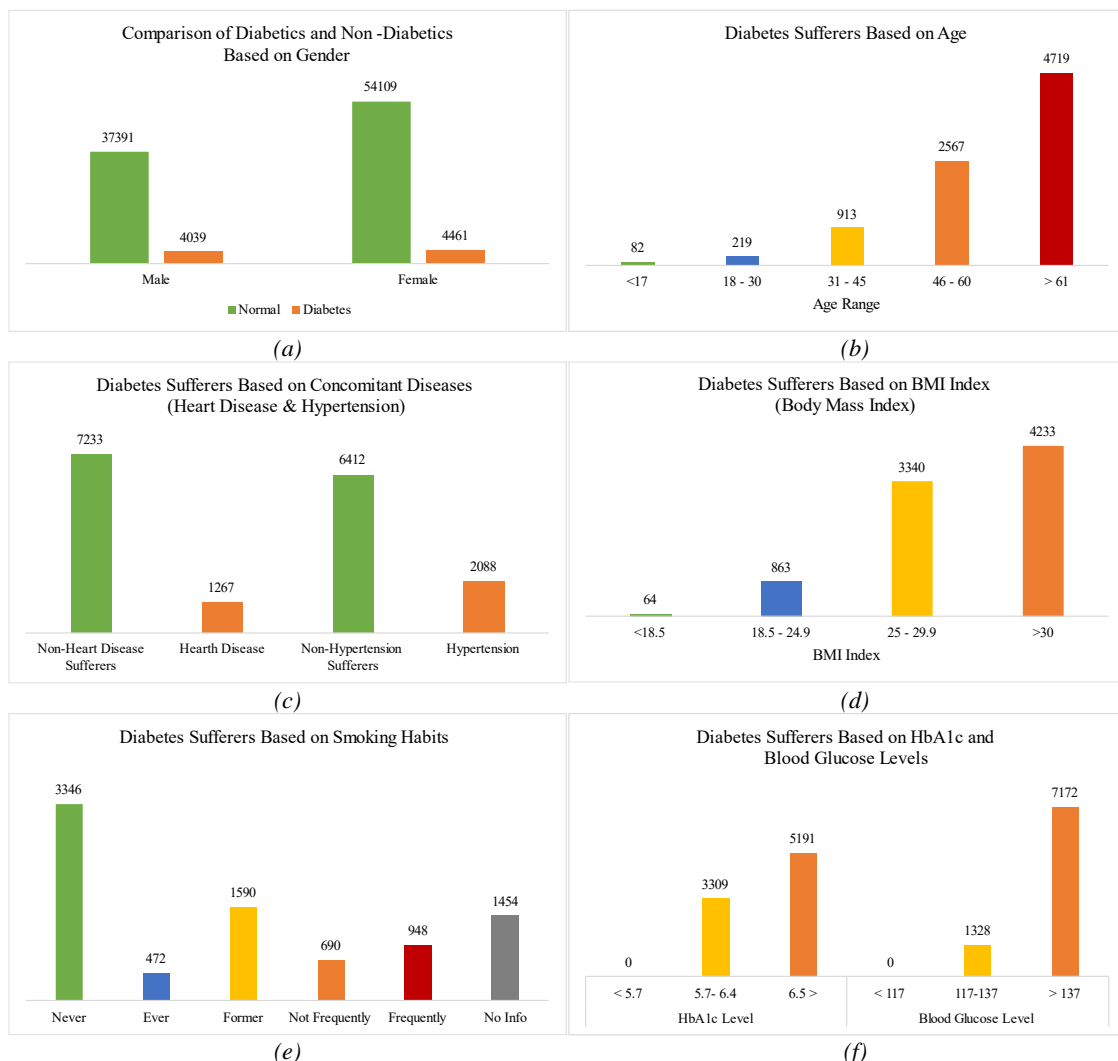 Comparison of Diabetics and Non -Diabetics
Based on Gender
54109
37391
4039
4461
Male
Female
Normal
Diabetes
(a)
Diabetes Sufferers Based on Age
4719
2567
913
219
82
<17
18 - 30
31 - 45
46 - 60
> 61
Age Range
(b)
Diabetes Sufferers Based on Concomitant Diseases
(Heart Disease & Hypertension)
7233
6412
2088
1267
Non-Heart Disease
Sufferers
Hearth Disease
Non-Hypertension
Sufferers
Hypertension
(c)
Diabetes Sufferers Based on BMI Index
(Body Mass Index)
4233
3340
863
64
<18.5
18.5 - 24.9
25 - 29.9
>30
BMI Index
(d)
Diabetes Sufferers Based on Smoking Habits
3346
1590
1454
948
690
472
Never
Ever
Former
Not Frequently
Frequently
No Info
(e)
Diabetes Sufferers Based on HbA1c and
Blood Glucose Levels
7172
5191
3309
1328
0
0
< 5.7
5.7- 6.4
6.5 >
< 117
117-137
> 137
HbA1c Level
Blood Glucose Level
(f)